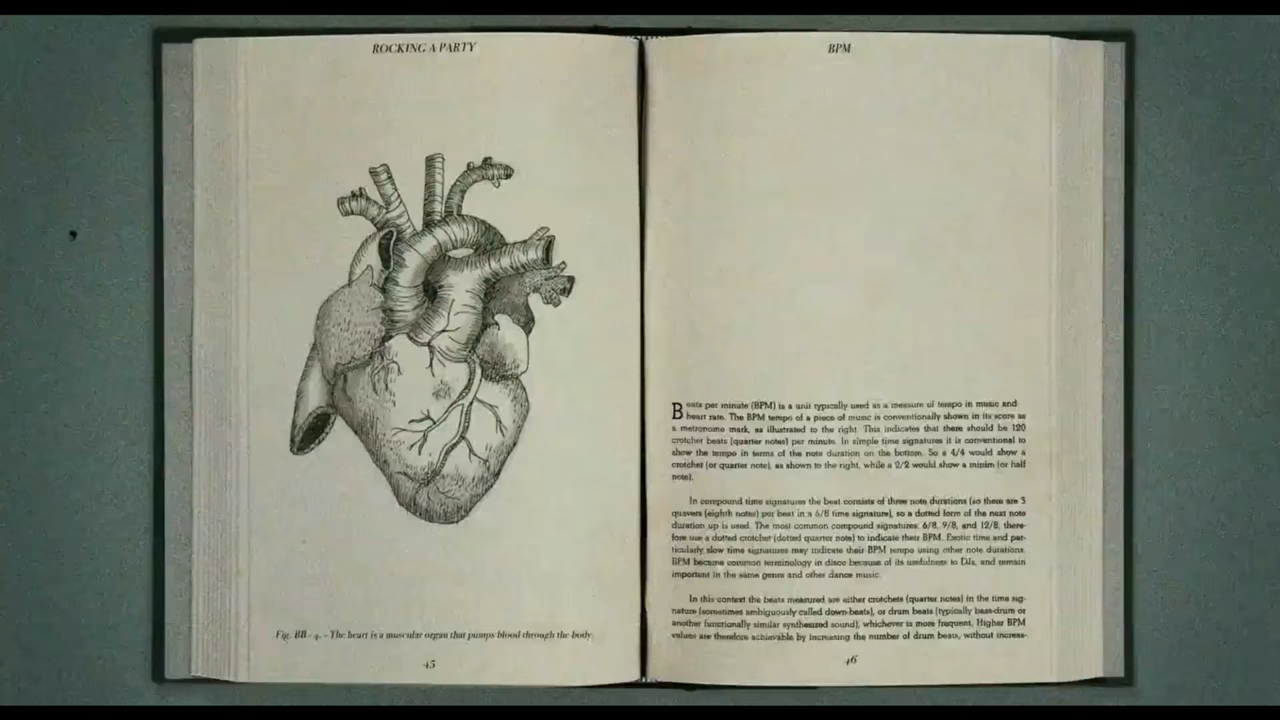 ROCKING A PARTY
Fig. BB - 4. - The heart is a muscular organ that pumps blood through the body.
45
BPM
Beats per minute (BPM) is a unit typically used as a measure of tempo in music and
heart rate. The BPM tempo of a piece of music is conventionally shown in its score as
a metronome mark, as illustrated to the right. This indicates that there should be 120
crotchet beats (quarter notes) per minute. In simple time signatures it is conventional to
show the tempo in terms of the note duration on the bottom. So a 4/4 would show a
crotchet (or quarter note), as shown to the right, while a 2/2 would show a minim (or half
note).
In compound time signatures the beat consists of three note durations (so there are 3
quavers (eighth notes) per beat in a 6/8 time signature), so a dotted form of the next note
duration up is used. The most common compound signatures: 6/8, 9/8, and 12/8, there-
fore use a dotted crotchet (dotted quarter note) to indicate their BPM. Exotic time and par-
ticularly slow time signatures may indicate their BPM tempo using other note durations.
BPM became common terminology in disco because of its usefulness to DJs, and remain
important in the same genre and other dance music.
In this context the beats measured are either crotchets (quarter notes) in the time sig-
nature (sometimes ambiguously called down-beats), or drum beats (typically bass-drum or
another functionally similar synthesized sound), whichever is more frequent. Higher BPM
values are therefore achievable by increasing the number of drum beats, without increas-
46